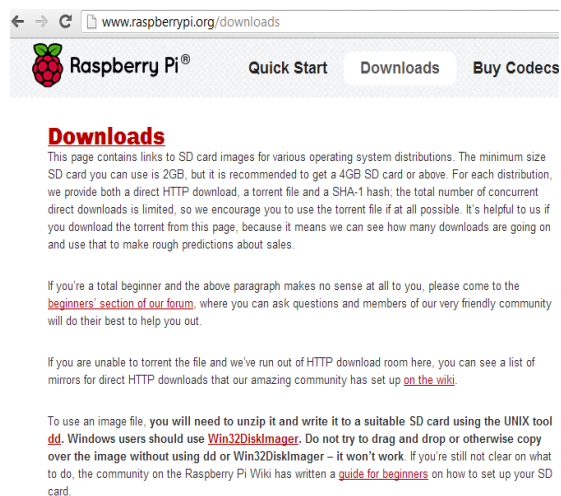 www.raspberrypi.org/downloads
Raspberry Pi®
Quick Start
Downloads
Buy Codecs
Downloads
This page contains links to SD card images for various operating system distributions. The minimum size
SD card you can use is 2GB, but it is recommended to get a 4GB SD card or above. For each distribution,
we provide both a direct HTTP download, a torrent file and a SHA-1 hash; the total number of concurrent
direct downloads is limited, so we encourage you to use the torrent file if at all possible. It's helpful to us if
you download the torrent from this page, because it means we can see how many downloads are going on
and use that to make rough predictions about sales.
If you're a total beginner and the above paragraph makes no sense at all to you, please come to the
beginners' section of our forum, where you can ask questions and members of our very friendly community
will do their best to help you out.
If you are unable to torrent the file and we've run out of HTTP download room here, you can see a list of
mirrors for direct HTTP downloads that our amazing community has set up on the wiki.
To use an image file, you will need to unzip it and write it to a suitable SD card using the UNIX tool
dd. Windows users should use Win32DiskImager. Do not try to drag and drop or otherwise copy
over the image without using dd or Win32DiskImager – it won't work. If you're still not clear on what
to do, the community on the Raspberry Pi Wiki has written a guide for beginners on how to set up your SD
card.